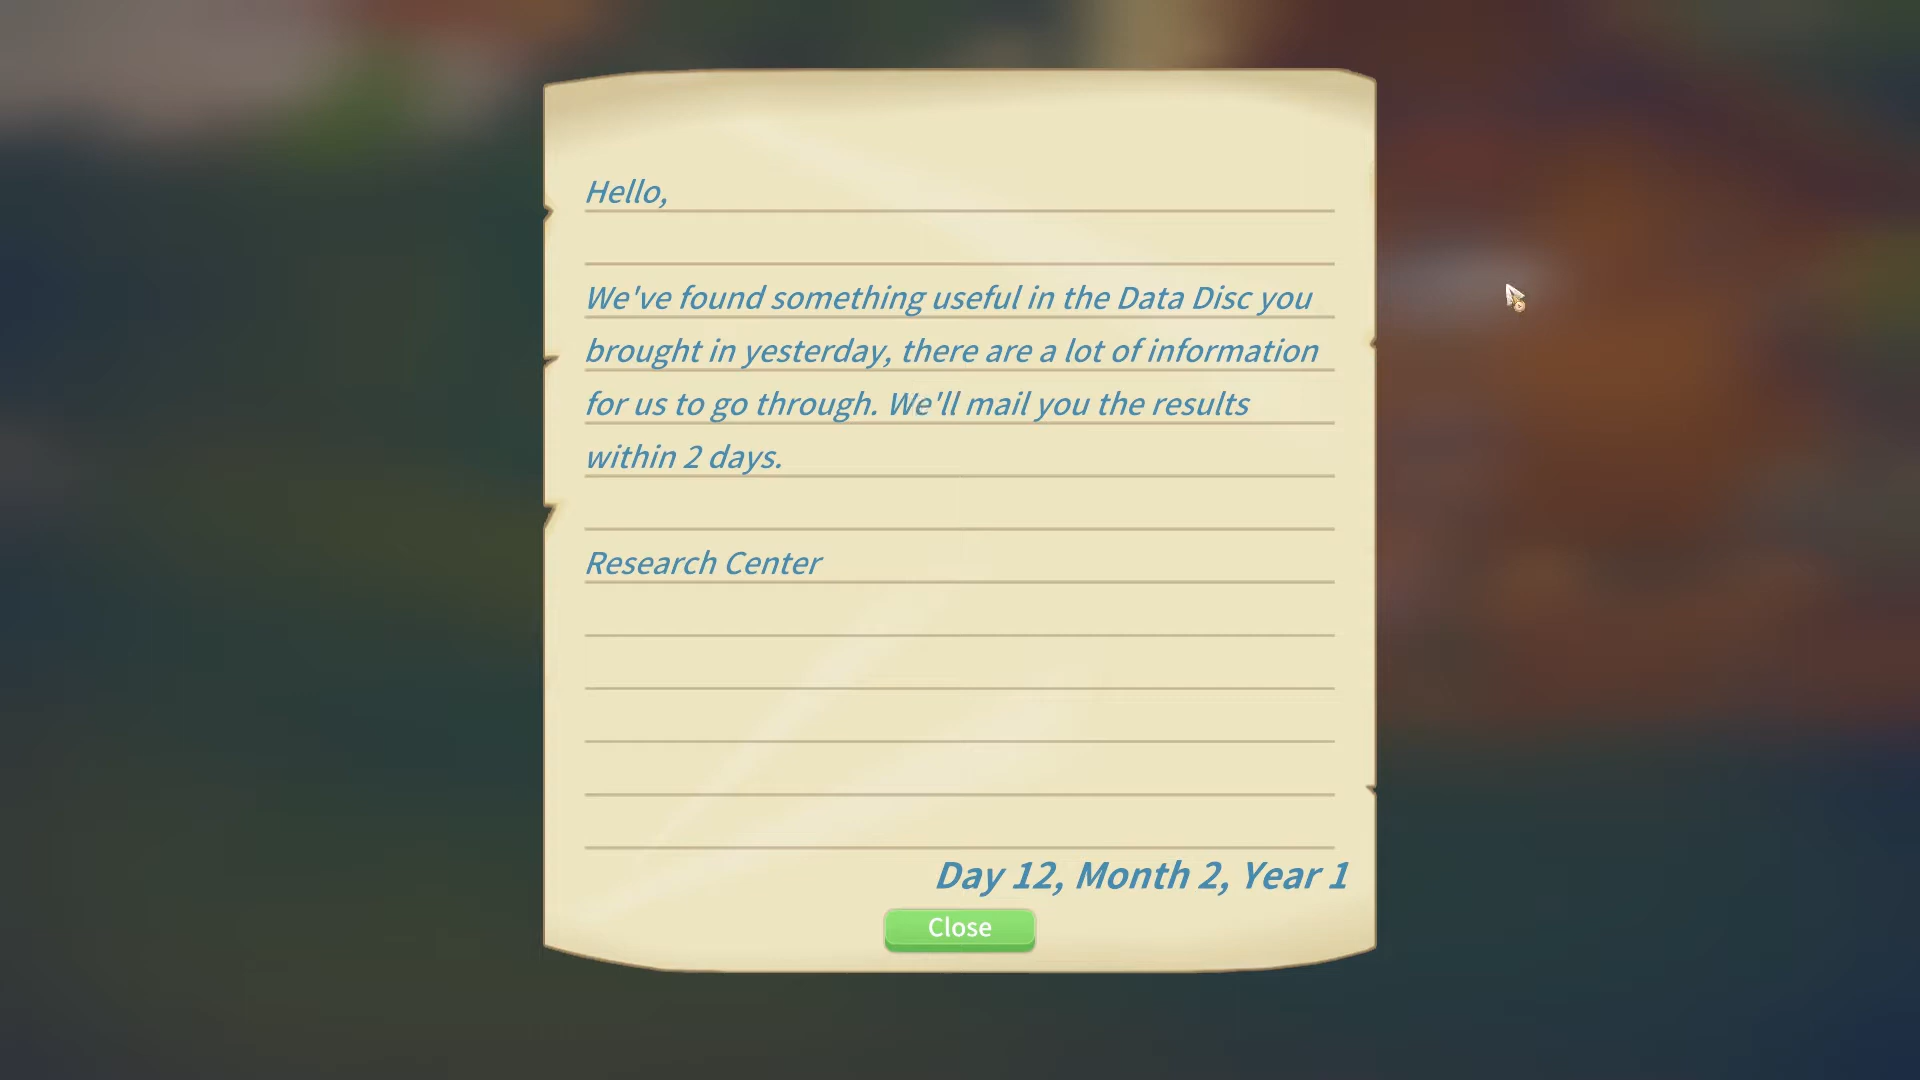 Hello,
We've found something useful in the Data Disc you
brought in yesterday, there are a lot of information
for us to go through. We'll mail you the results
within 2 days.
Research Center
Day 12, Month 2, Year 1
Close